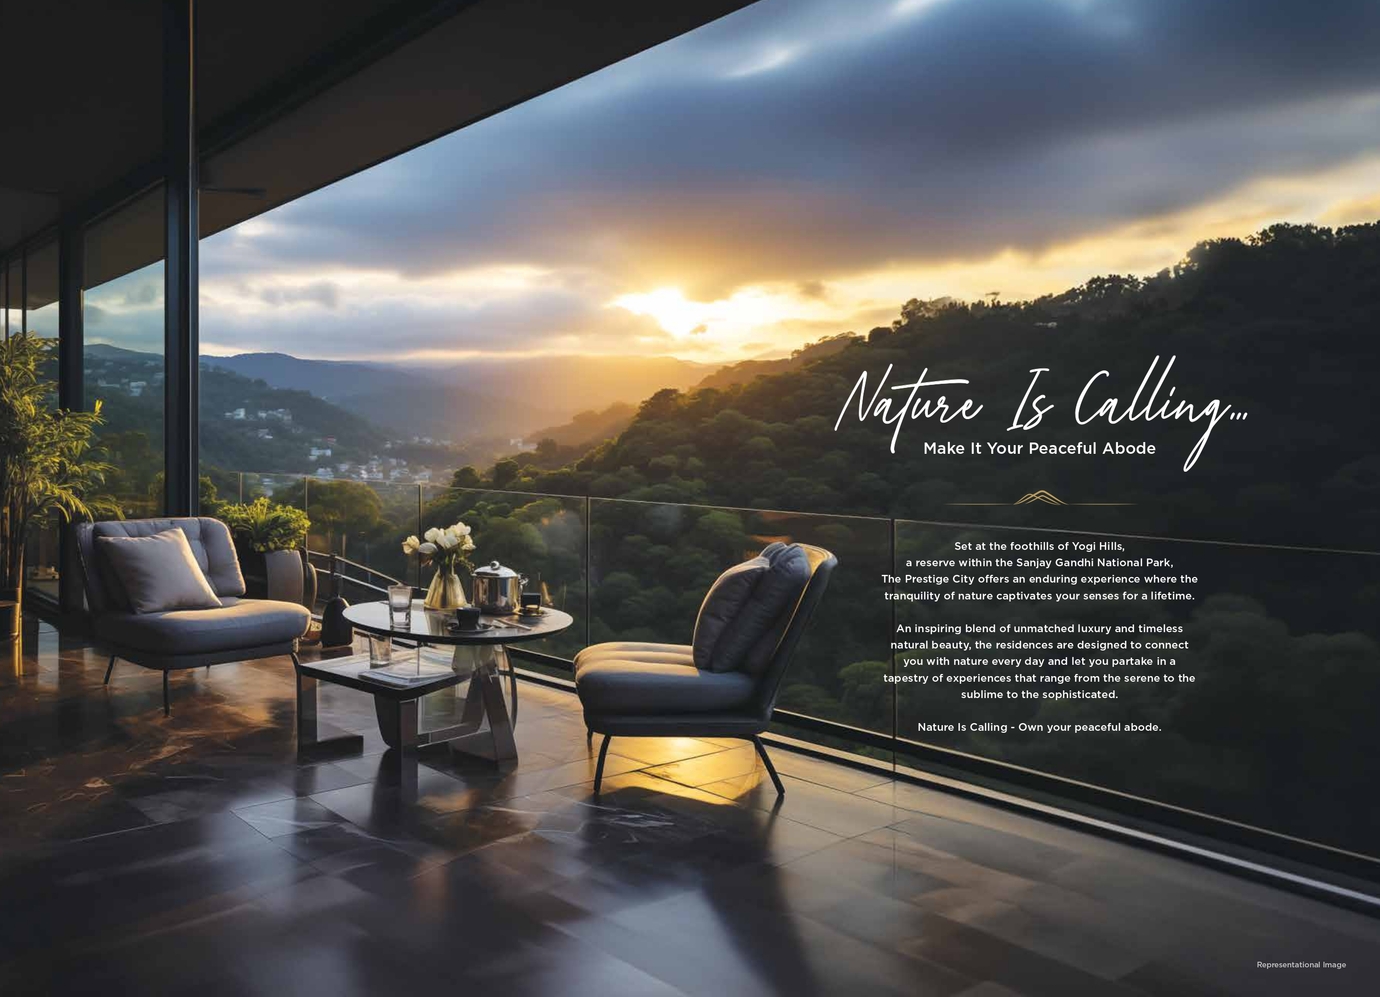 Nature Is Calling...
Make It Your Peaceful Abode
Set at the foothills of Yogi Hills,
a reserve within the Sanjay Gandhi National Park,
The Prestige City offers an enduring experience where the
tranquility of nature captivates your senses for a lifetime.
An inspiring blend of unmatched luxury and timeless
natural beauty, the residences are designed to connect
you with nature every day and let you partake in a
tapestry of experiences that range from the serene to the
sublime to the sophisticated.
Nature Is Calling - Own your peaceful abode.
Representational Image